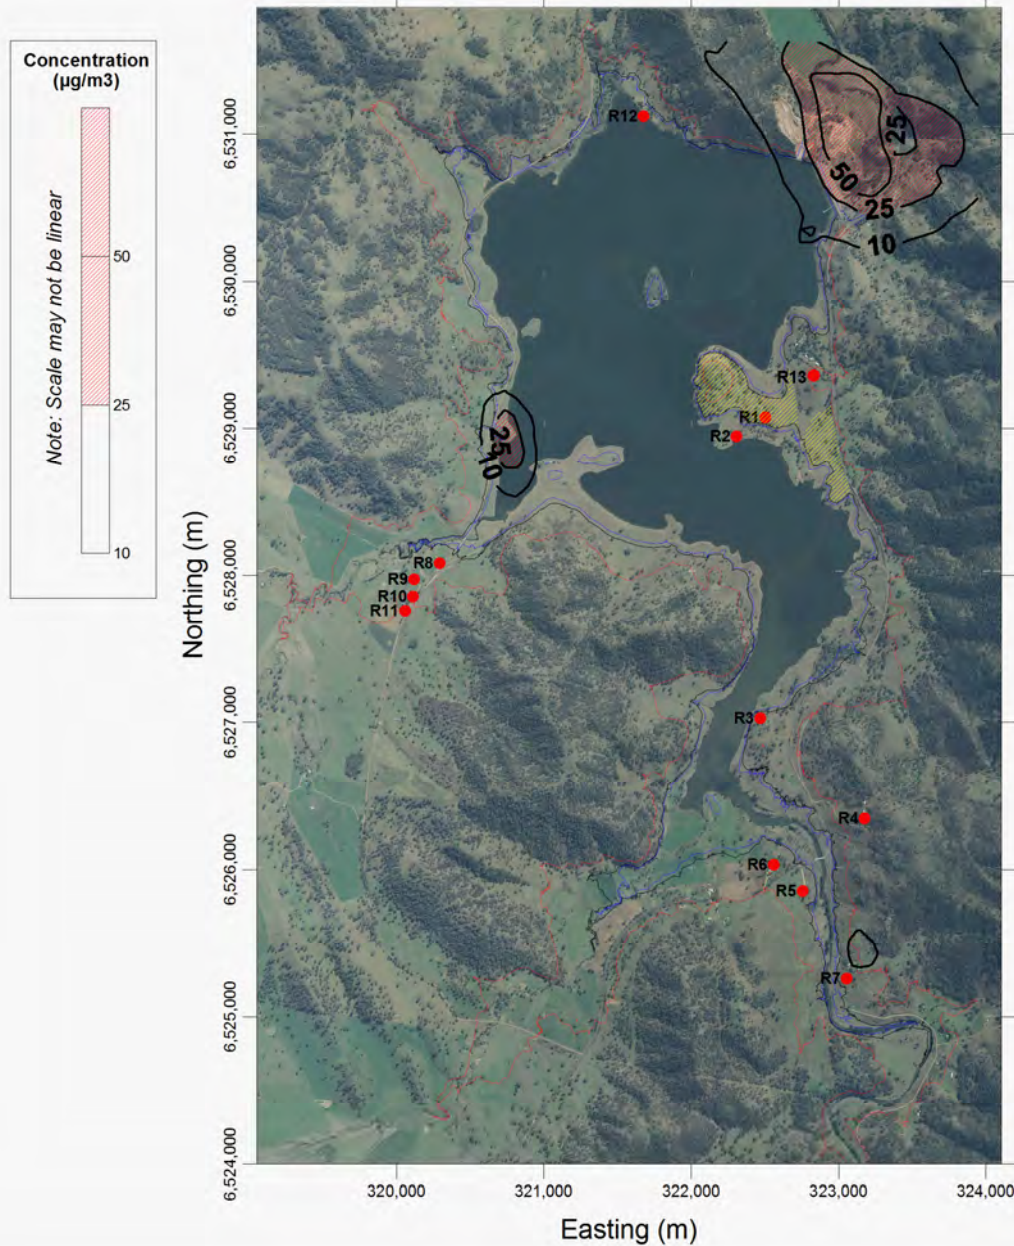 Concentration
(µg/m3)
Note: Scale may not be linear
50
25
10
Northing (m)
6,531,000
6,530,000
6,529,000
6,528,000
6,527,000
6,526,000
6,525,000
6,524,000
R12
25
50
25
10
R13
R1
R2
25
10
R8
R9
R10
R11
R3
R4
R6
R5
R7
320,000
321,000
322,000
323,000
324,000
Easting (m)